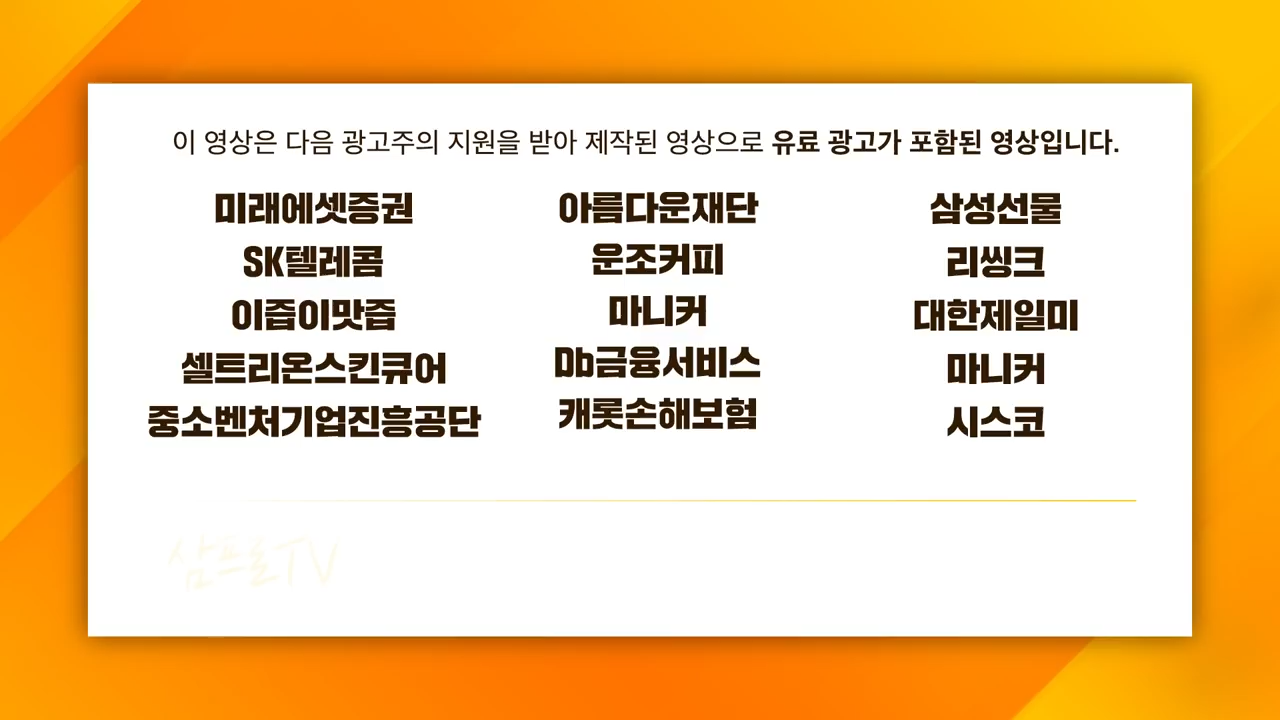 이 영상은 다음 광고주의 지원을 받아 제작된 영상으로 유료 광고가 포함된 영상입니다.
미래에셋증권
SK텔레콤
이즙이맛즙
셀트리온스킨큐어
중소벤처기업진흥공단
아름다운재단
운조커피
마니커
Db금융서비스
캐롯손해보험
삼성선물
리씽크
대한제일미
마니커
시스코
삼프로TV